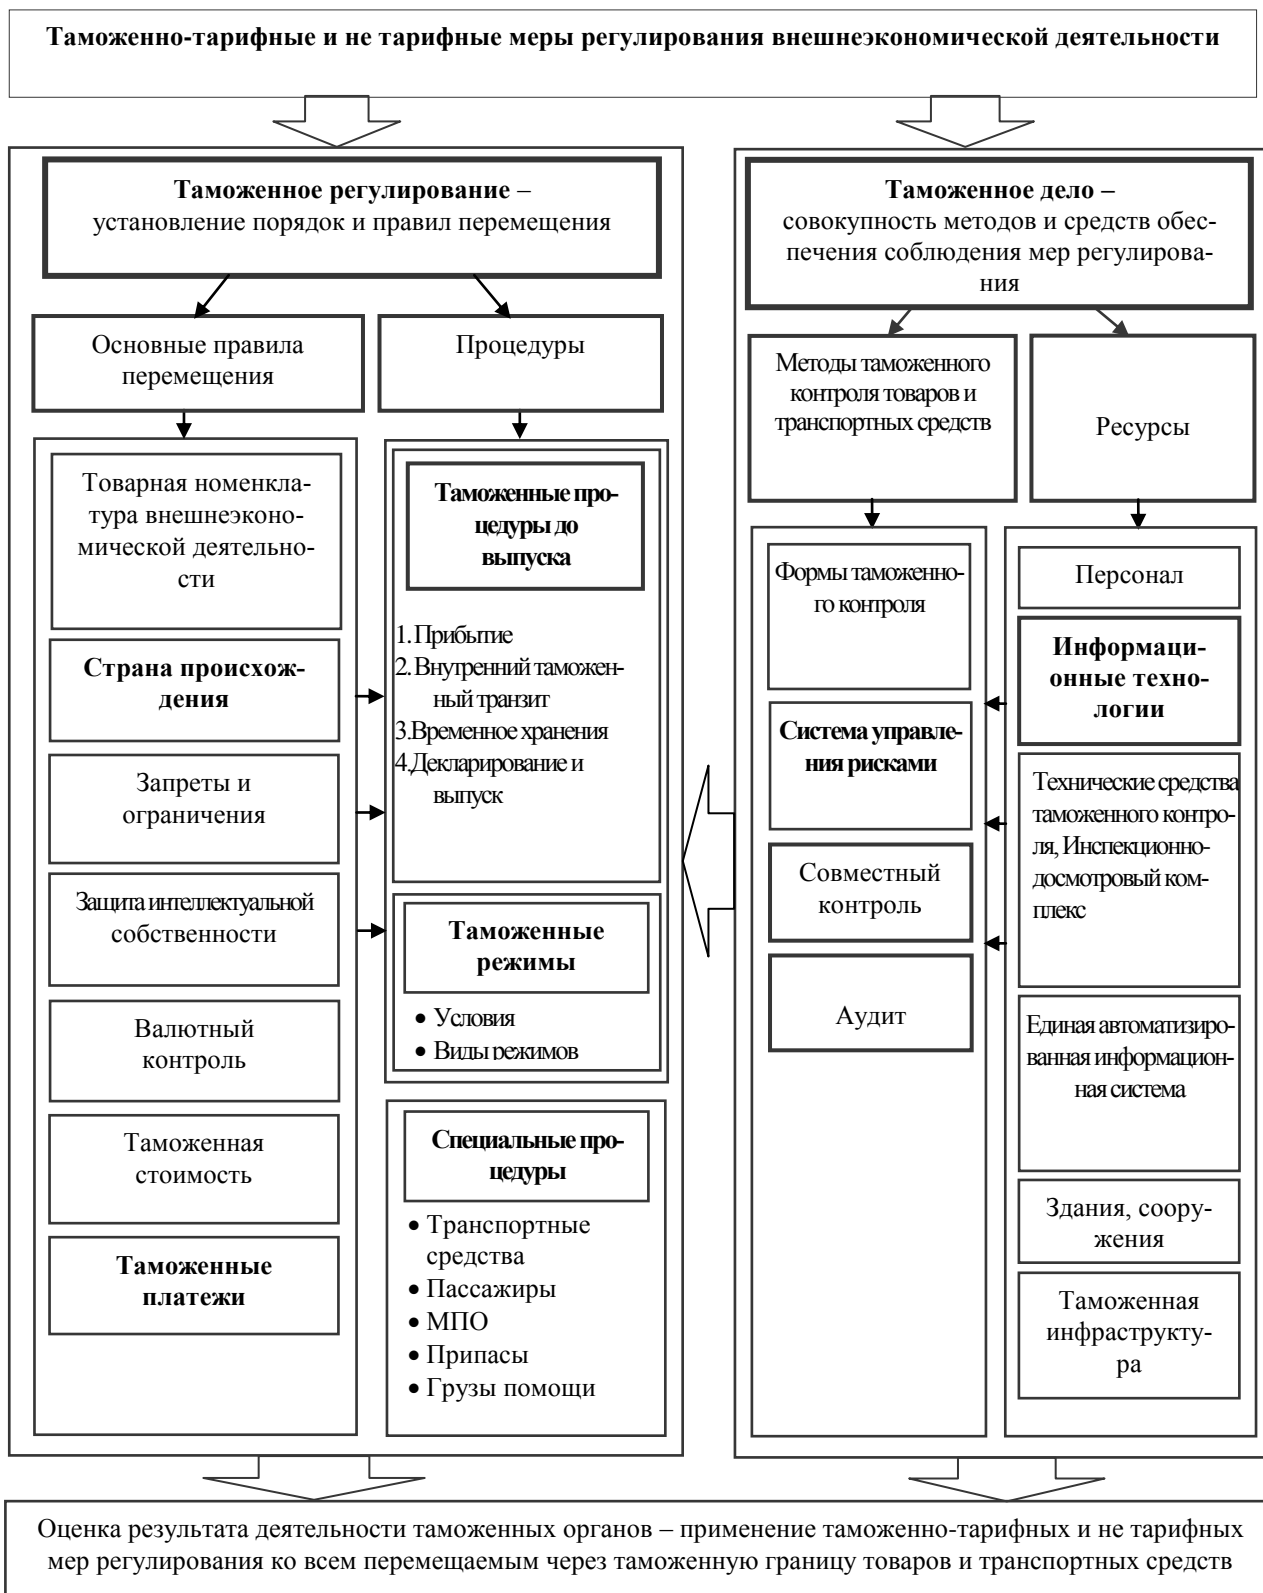 Таможенно-тарифные и не тарифные меры регулирования внешнеэкономической деятельности
Таможенное регулирование –
установление порядок и правил перемещения
Основные правила
перемещения
Процедуры
Товарная номенкла-
тура внешнеэконо-
мической деятельно-
сти
Страна происхож-
дения
Запреты и
ограничения
Защита интеллектуальной
собственности
Валютный
контроль
Таможенная
стоимость
Таможенные
платежи
Таможенные про-
цедуры до
выпуска
1. Прибытие
2. Внутренний таможен-
ный транзит
3.Временное хранения
4.Декларирование и
выпуск
Таможенные
режимы
• Условия
• Виды режимов
Специальные про-
цедуры
• Транспортные
средства
• Пассажиры
• МПО
• Припасы
• Грузы помощи
Таможенное дело –
совокупность методов и средств обес-
печения соблюдения мер регулирова-
ния
Методы таможенного
контроля товаров и
транспортных средств
Ресурсы
Формы таможенно-
го контроля
Система управле-
ния рисками
Совместный
контроль
Аудит
Персонал
Информаци-
онные техно-
логии
Технические средства
таможенного контро-
ля, Инспекционно-
досмотровый ком-
плекс
Единая автоматизиро-
ванная информацион-
ная система
Здания, соору-
жения
Таможенная
инфраструкту-
ра
Оценка результата деятельности таможенных органов – применение таможенно-тарифных и не тарифных
мер регулирования ко всем перемещаемым через таможенную границу товаров и транспортных средств